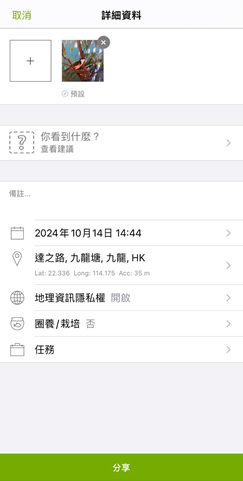 取消
詳細資料
預設
你看到什麼？
查看建議
備註...
2024年10月14日 14:44
達之路, 九龍塘, 九龍, HK
Lat: 22.336 Long: 114.175 Acc: 35 m
地理資訊隱私權 開啟
圈養/栽培 否
任務
分享